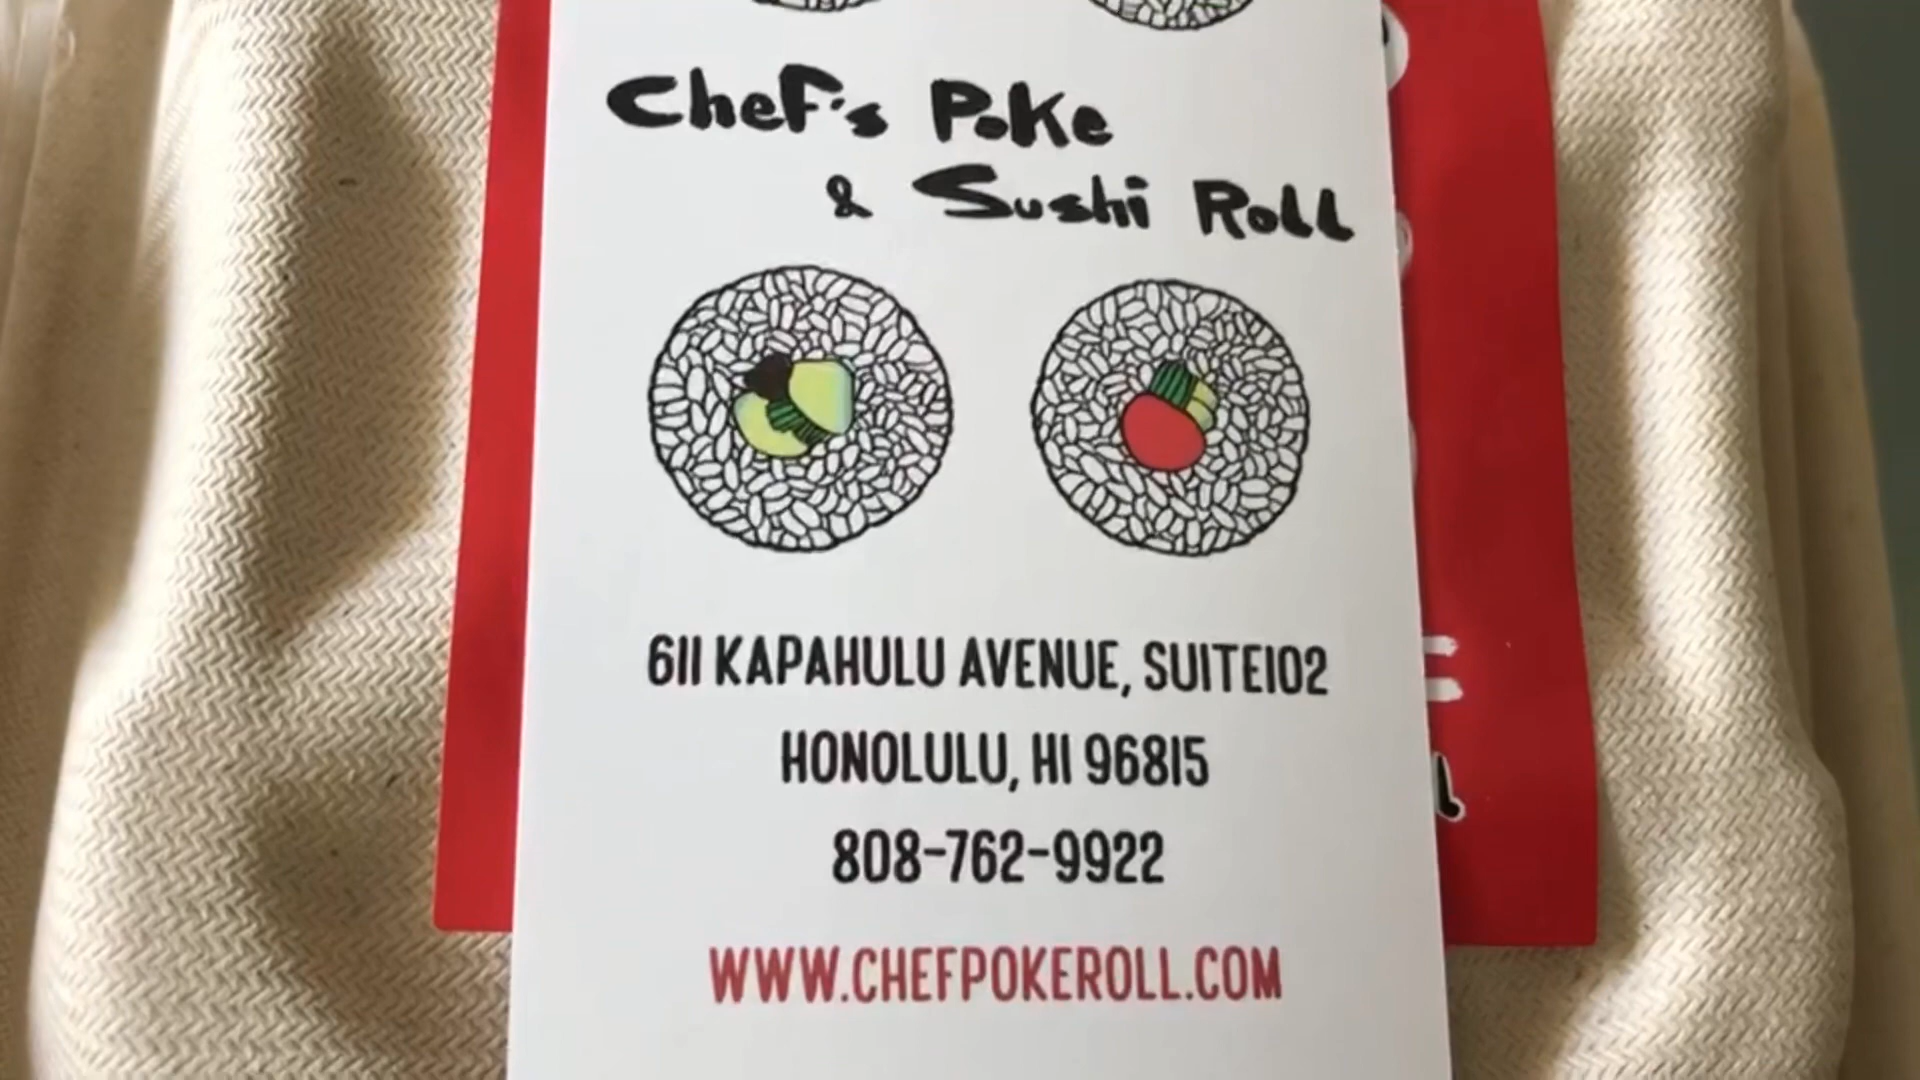 Chef's Poke
& Sushi Roll
611 KAPAHULU AVENUE, SUITE102
HONOLULU, HI 96815
808-762-9922
WWW.CHEFPOKEROLL.COM